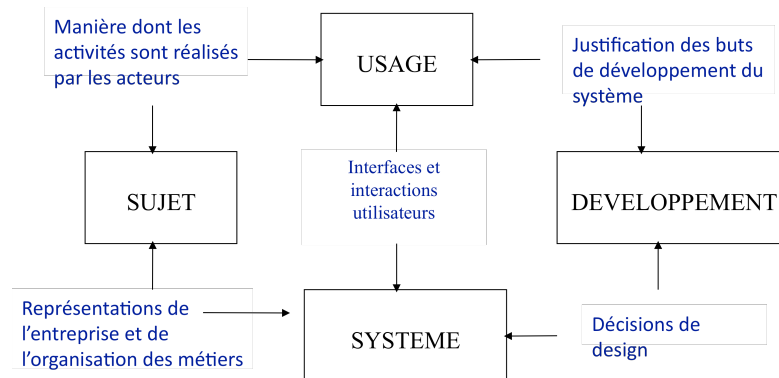 Manière dont les
activités sont réalisés
par les acteurs
USAGE
Justification des buts
de développement du
système
SUJET
Interfaces et
interactions
utilisateurs
DEVELOPPEMENT
Représentations de
l’entreprise et de
l’organisation des métiers
SYSTEME
Décisions de
design